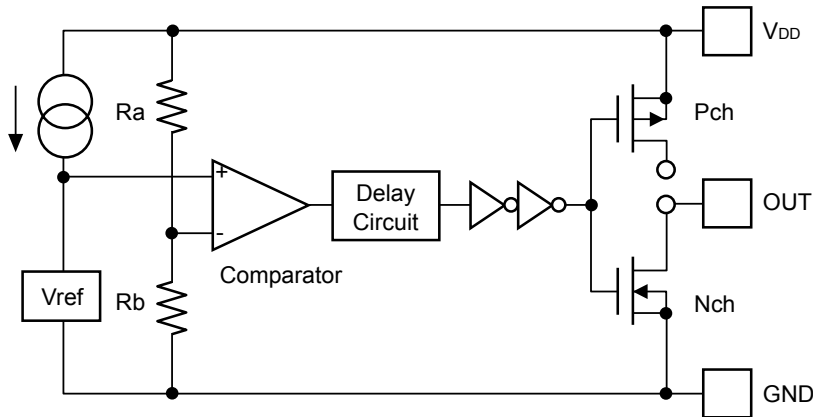 VDD
Ra
Pch
+
Delay
Circuit
OUT
-
Comparator
Vref
Rb
Nch
GND